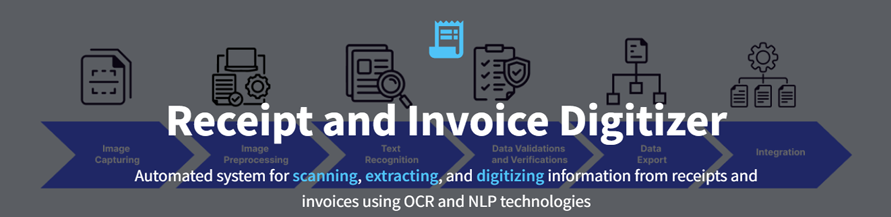 Receipt and Invoice Digitizer
Image
Capturing
Image
Preprocessing
Text
Recognition
Data Validations
and Verifications
Data
Export
Integration
Automated system for scanning, extracting, and digitizing information from receipts and
invoices using OCR and NLP technologies